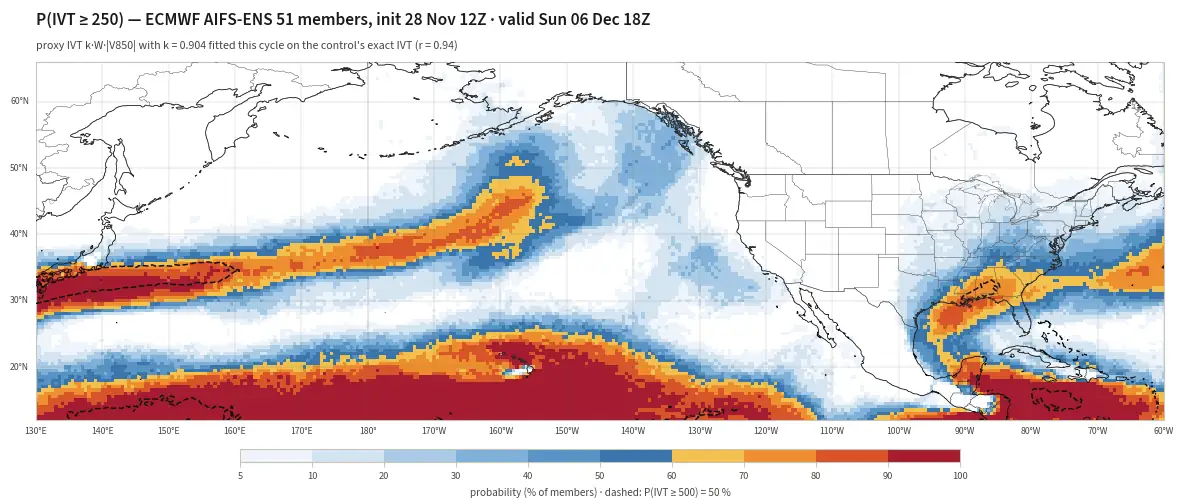 P(IVT ≥ 250) — ECMWF AIFS-ENS 51 members, init 28 Nov 12Z · valid Sun 06 Dec 18Z
proxy IVT k·W·|V850| with k = 0.904 fitted this cycle on the control's exact IVT (r = 0.94)
60°N
50°N
40°N
30°N
20°N
130°E 140°E 150°E 160°E 170°E 180° 170°W 160°W 150°W 140°W 130°W 120°W 110°W 100°W 90°W 80°W 70°W 60°W
5 10 20 30 40 50 60 70 80 90 100
probability (% of members) · dashed: P(IVT ≥ 500) = 50 %